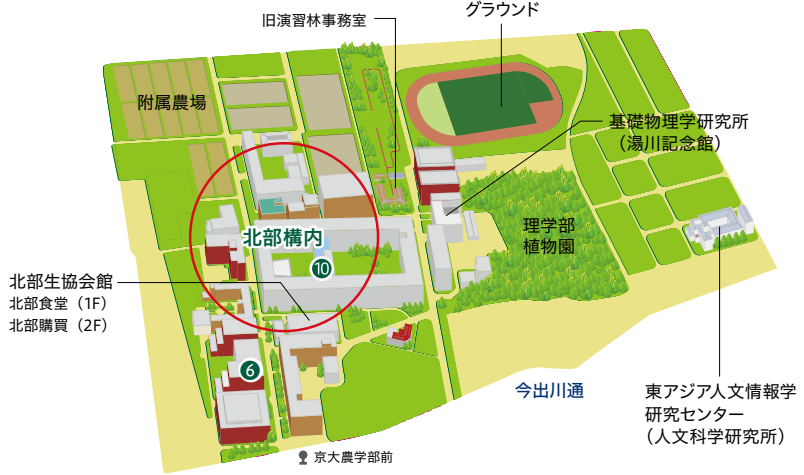 グラウンド
旧演習林事務室
附属農場
基礎物理学研究所
（湯川記念館）
理学部
植物園
北部構内
10
北部生協会館
北部食堂（1F）
北部購買（2F）
6
今出川通
東アジア人文情報学
研究センター
（人文科学研究所）
京大農学部前